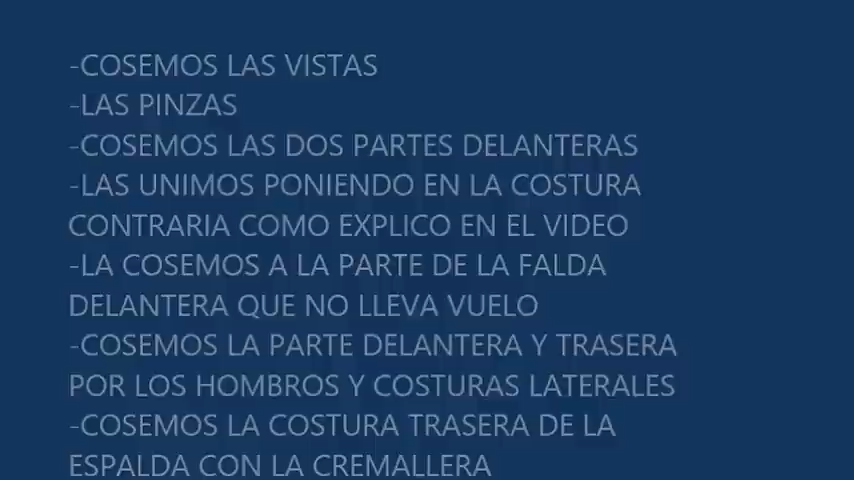 -COSEMOS LAS VISTAS
-LAS PINZAS
-COSEMOS LAS DOS PARTES DELANTERAS
-LAS UNIMOS PONIENDO EN LA COSTURA
CONTRARIA COMO EXPLICO EN EL VIDEO
-LA COSEMOS A LA PARTE DE LA FALDA
DELANTERA QUE NO LLEVA VUELO
-COSEMOS LA PARTE DELANTERA Y TRASERA
POR LOS HOMBROS Y COSTURAS LATERALES
-COSEMOS LA COSTURA TRASERA DE LA
ESPALDA CON LA CREMALLERA